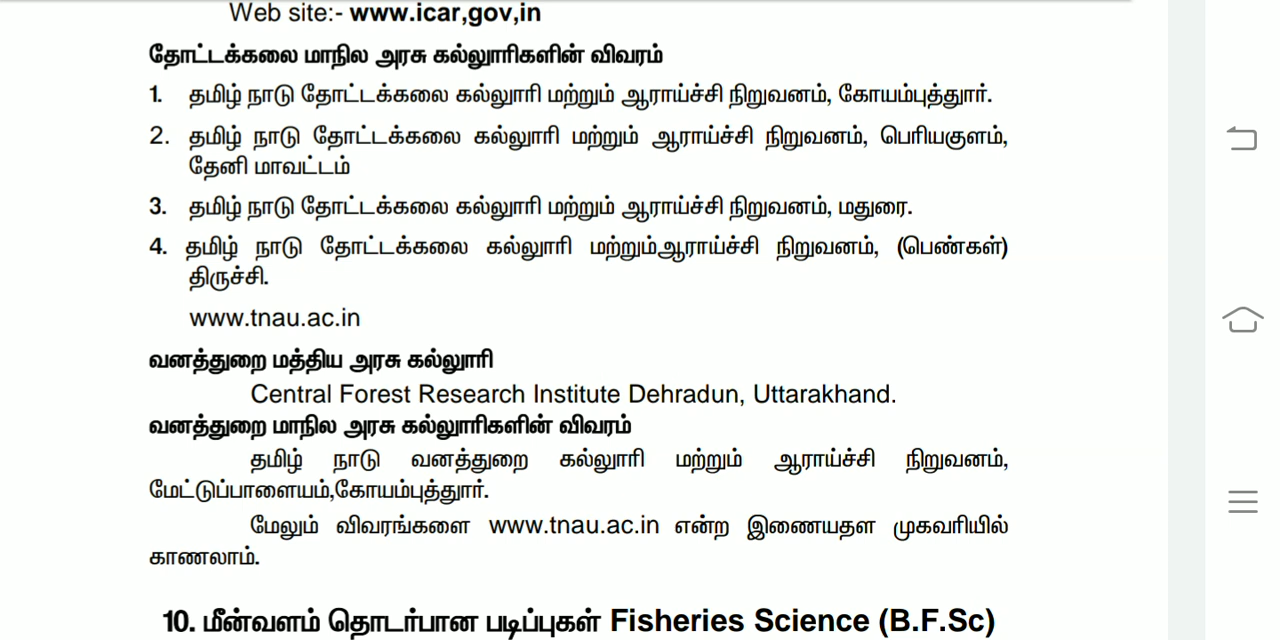 Web site:- www.icar,gov,in
தோட்டக்கலை மாநில அரசு கல்லூரிகளின் விவரம்
1. தமிழ் நாடு தோட்டக்கலை கல்லூரி மற்றும் ஆராய்ச்சி நிறுவனம், கோயம்புத்தூர்.
2. தமிழ் நாடு தோட்டக்கலை கல்லூரி மற்றும் ஆராய்ச்சி நிறுவனம், பெரியகுளம்,
தேனி மாவட்டம்
3. தமிழ் நாடு தோட்டக்கலை கல்லூரி மற்றும் ஆராய்ச்சி நிறுவனம், மதுரை.
4. தமிழ் நாடு தோட்டக்கலை கல்லூரி மற்றும்ஆராய்ச்சி நிறுவனம், (பெண்கள்)
திருச்சி.
www.tnau.ac.in
வனத்துறை மத்திய அரசு கல்லூரி
Central Forest Research Institute Dehradun, Uttarakhand.
வனத்துறை மாநில அரசு கல்லூரிகளின் விவரம்
தமிழ் நாடு வனத்துறை கல்லூரி மற்றும் ஆராய்ச்சி நிறுவனம்,
மேட்டுப்பாளையம்,கோயம்புத்தூர்.
மேலும் விவரங்களை www.tnau.ac.in என்ற இணையதள முகவரியில்
காணலாம்.
10. மீன்வளம் தொடர்பான படிப்புகள் Fisheries Science (B.F.Sc)